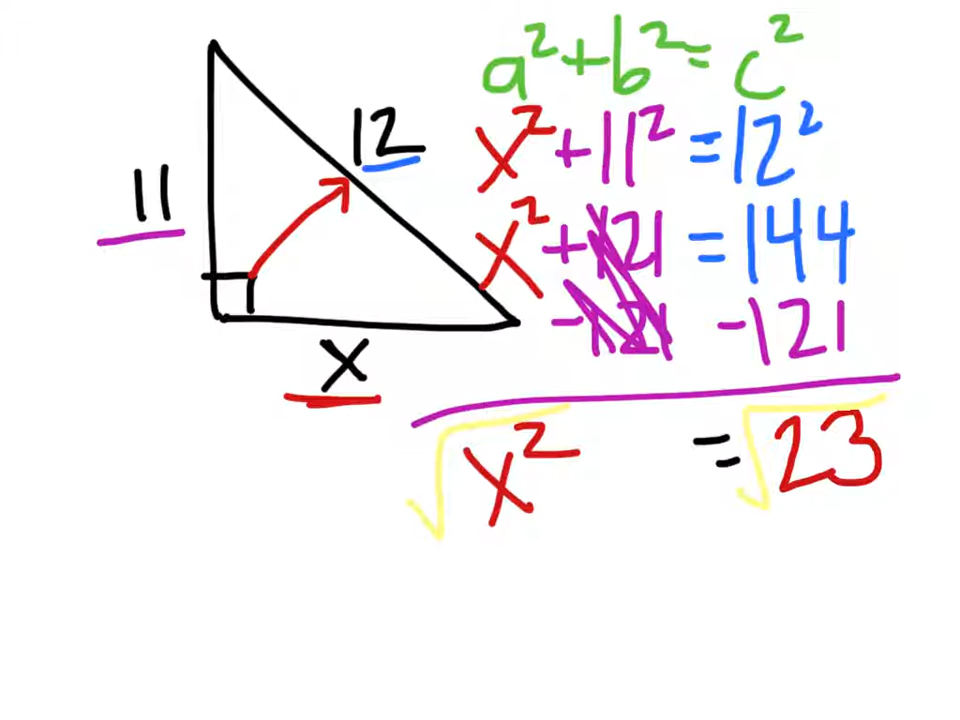 a² + b² = c²
12
x² + 11² = 12²
11
x² + 121 = 144
- 121 - 121
x
√x² = √23